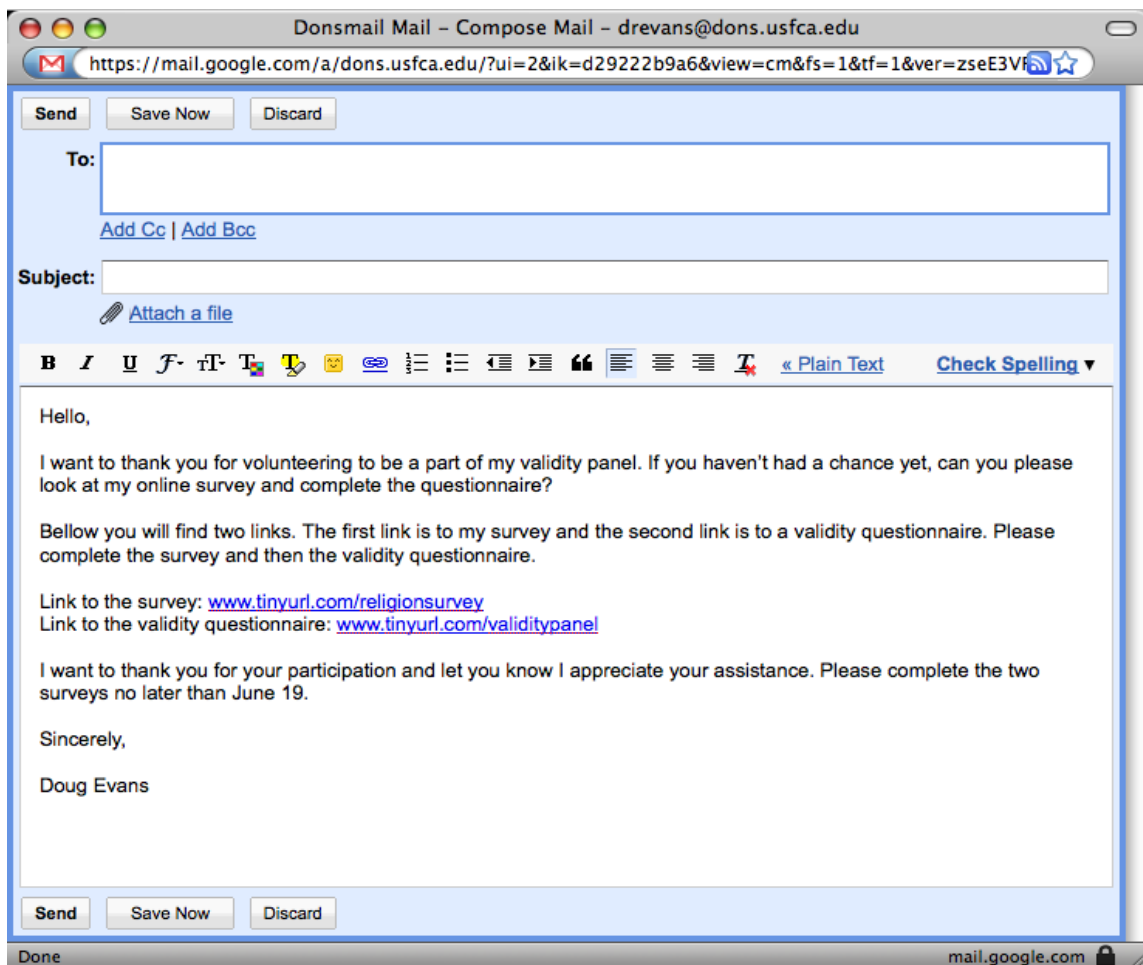 Donsmail Mail – Compose Mail – drevans@dons.usfca.edu
https://mail.google.com/a/dons.usfca.edu/?ui=2&ik=d29222b9a6&view=cm&fs=1&tf=1&ver=zseE3VF
Send Save Now Discard
To:
Add Cc | Add Bcc
Subject:
Attach a file
B I U F TT T T « Plain Text Check Spelling ▼
Hello,
I want to thank you for volunteering to be a part of my validity panel. If you haven't had a chance yet, can you please
look at my online survey and complete the questionnaire?
Bellow you will find two links. The first link is to my survey and the second link is to a validity questionnaire. Please
complete the survey and then the validity questionnaire.
Link to the survey: www.tinyurl.com/religionsurvey
Link to the validity questionnaire: www.tinyurl.com/validitypanel
I want to thank you for your participation and let you know I appreciate your assistance. Please complete the two
surveys no later than June 19.
Sincerely,
Doug Evans
Send Save Now Discard
Done mail.google.com